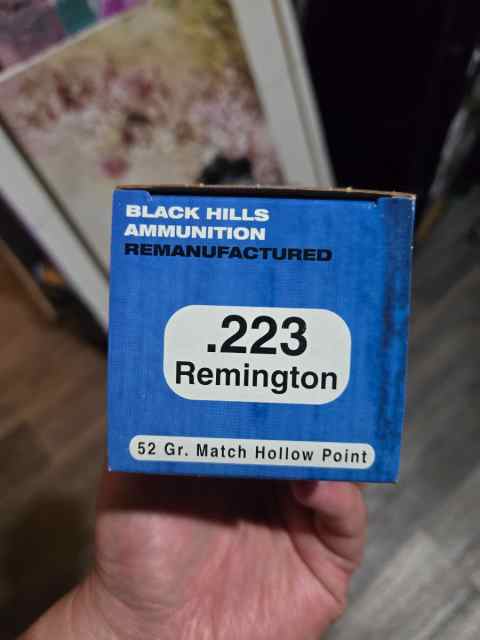 BLACK HILLS
AMMUNITION
REMANUFACTURED
.223
Remington
52 Gr. Match Hollow Point